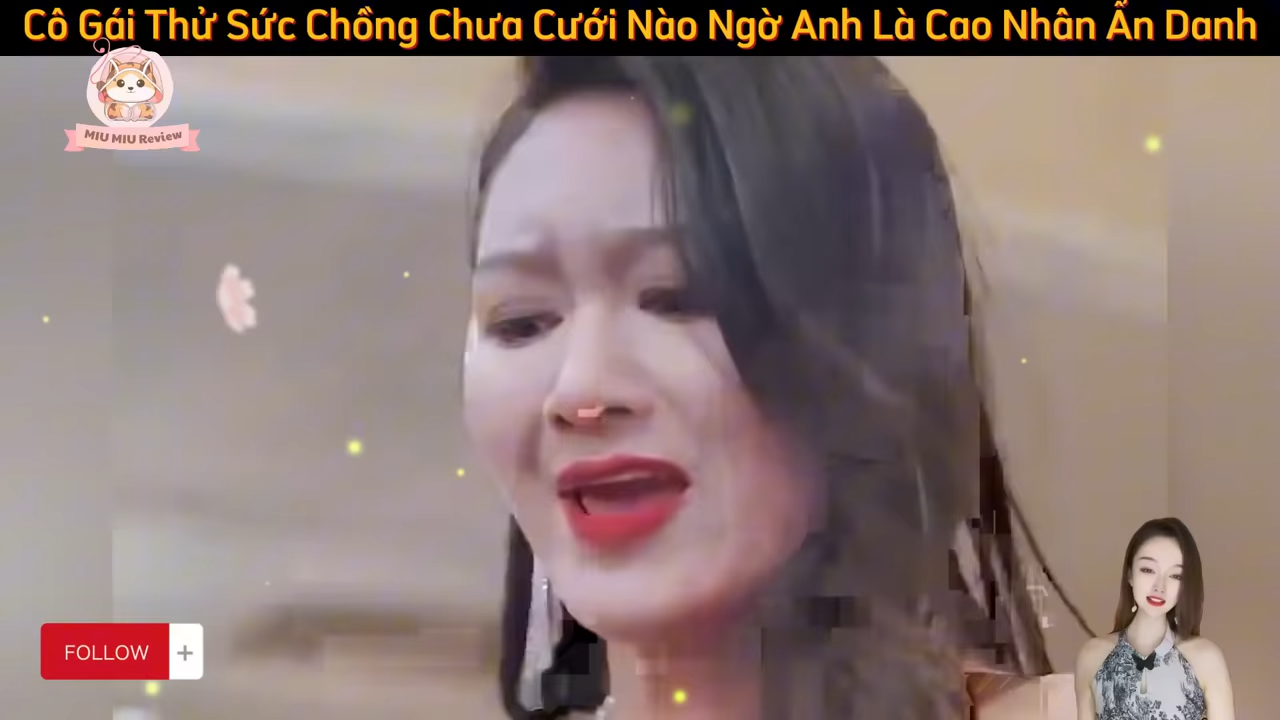 Cô Gái Thử Sức Chồng Chưa Cưới Nào Ngờ Anh Là Cao Nhân Ẩn Danh
MIU MIU Review
FOLLOW +